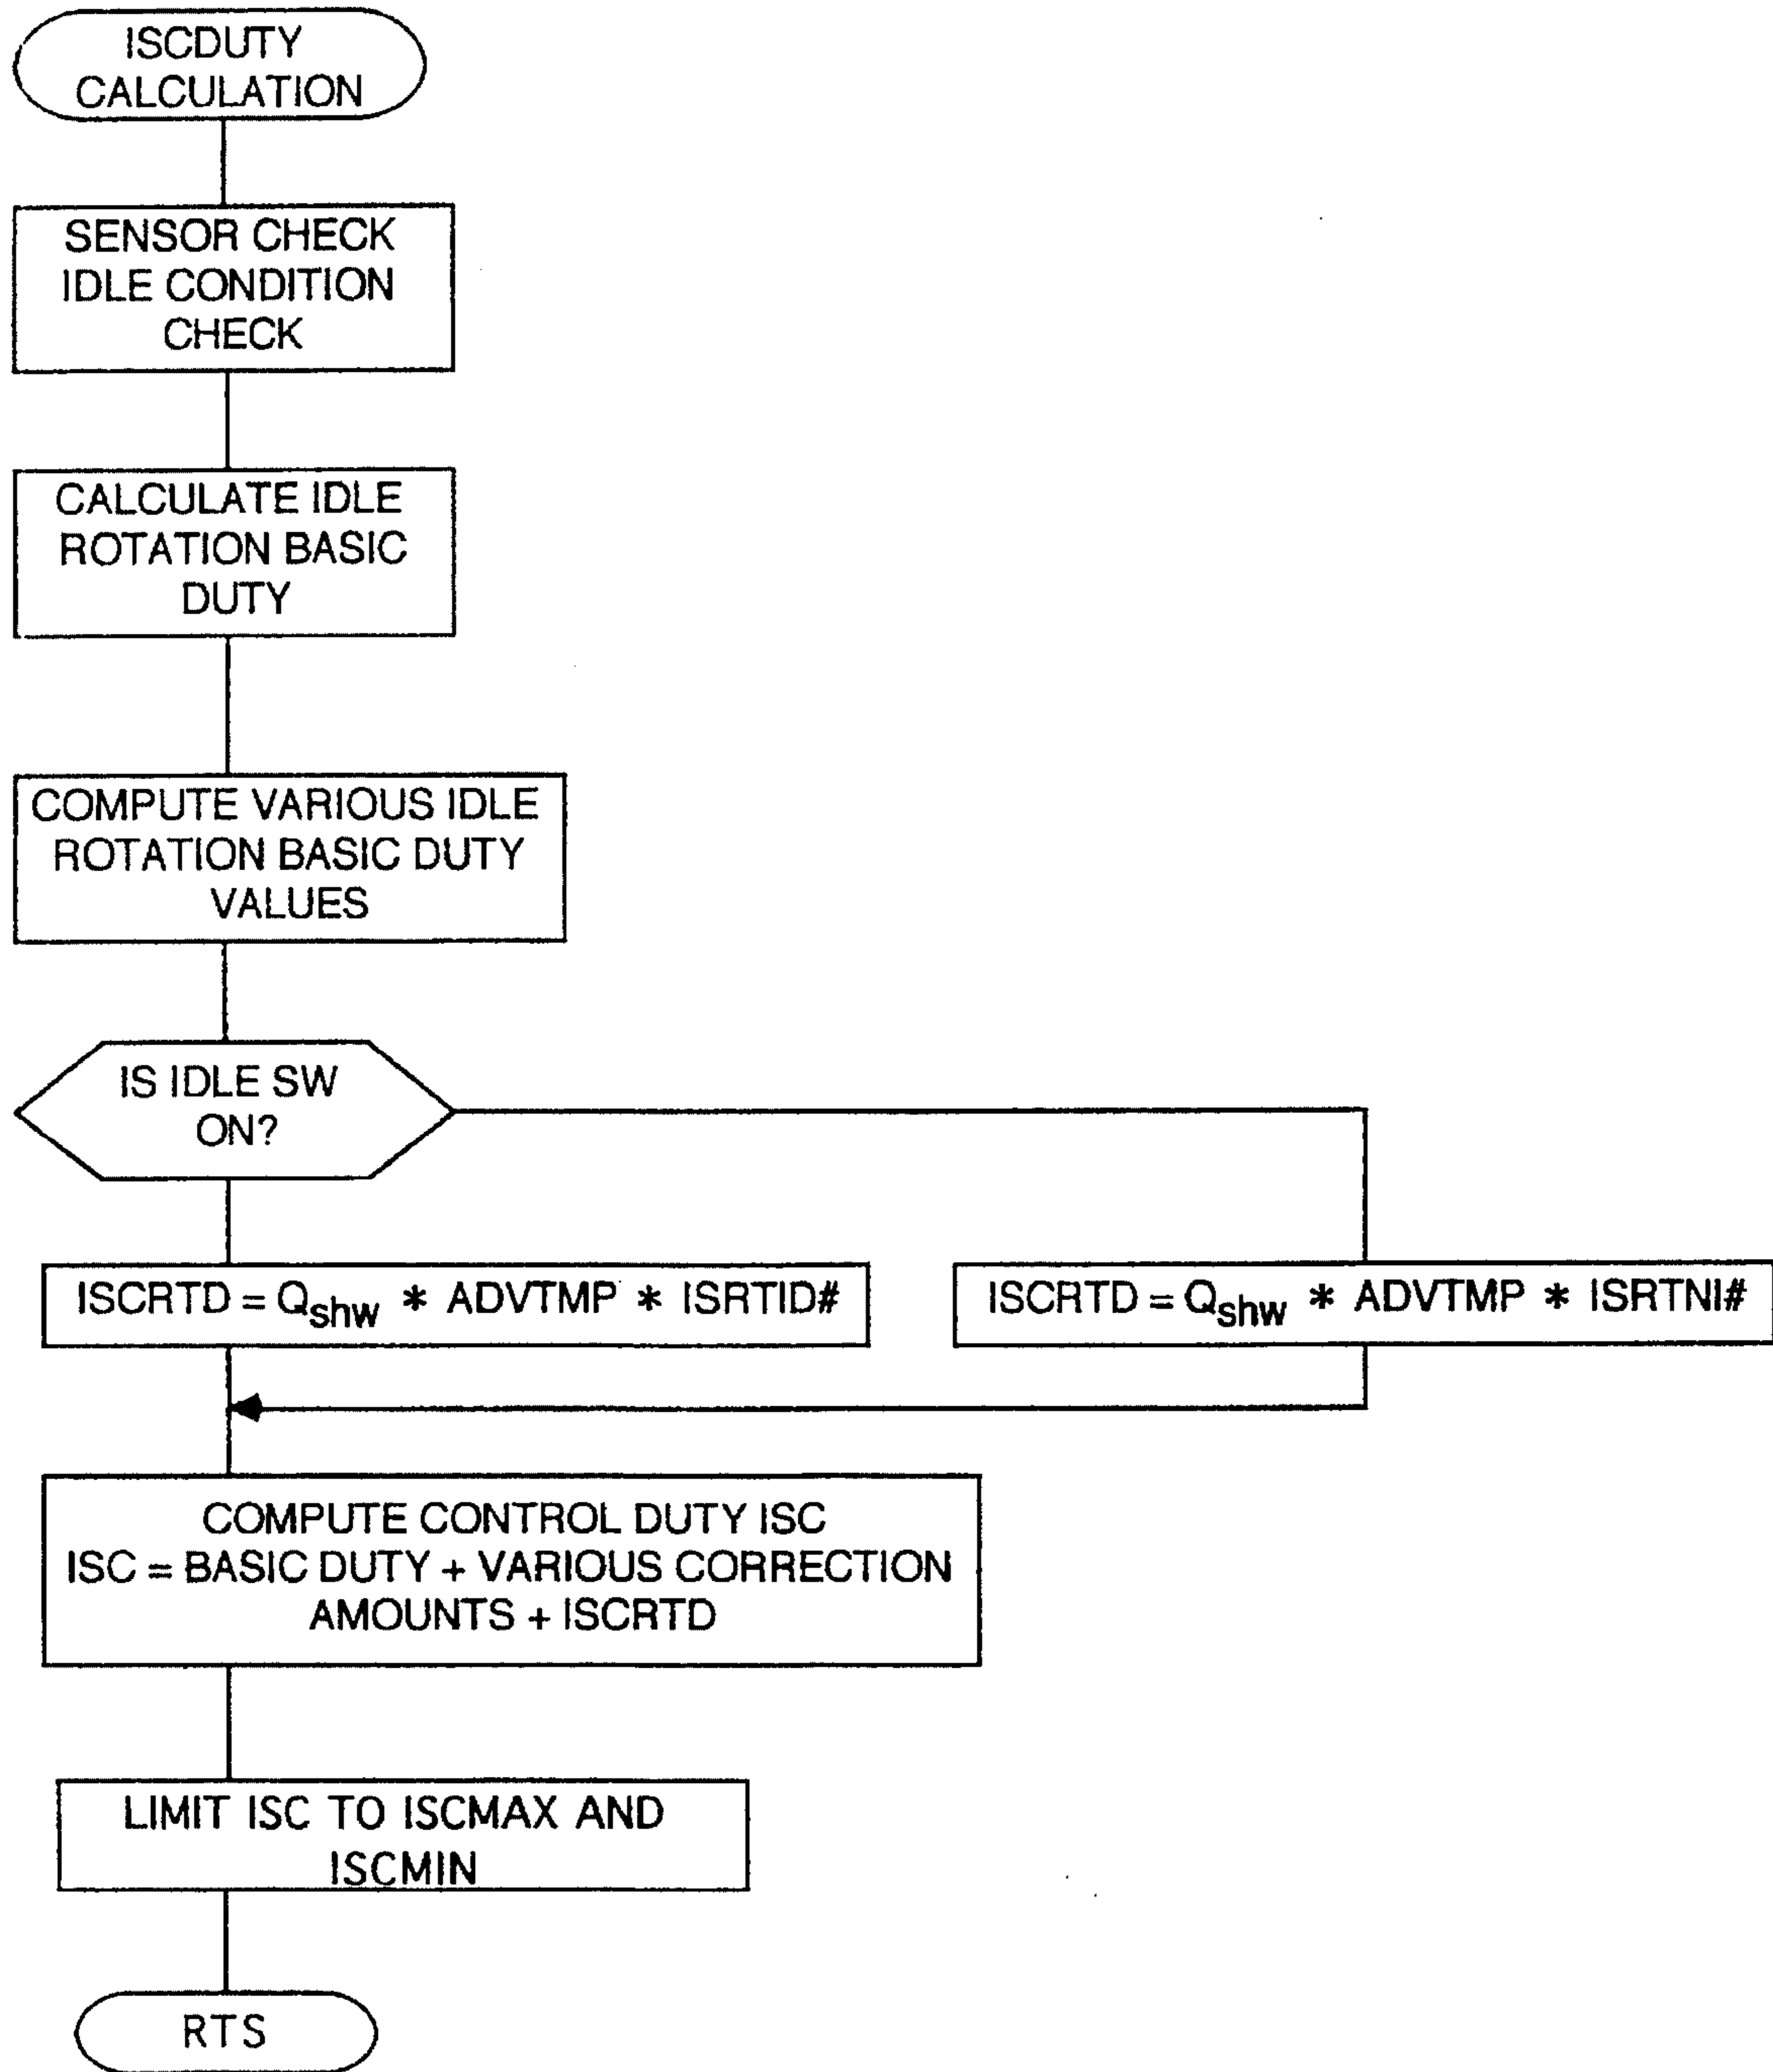 ISCDUTY
CALCULATION
SENSOR CHECK
IDLE CONDITION
CHECK
CALCULATE IDLE
ROTATION BASIC
DUTY
COMPUTE VARIOUS IDLE
ROTATION BASIC DUTY
VALUES
IS IDLE SW
ON?
ISCRTD = Qshw * ADVTMP * ISRTID#
ISCRTD = Qshw * ADVTMP * ISRTNI#
COMPUTE CONTROL DUTY ISC
ISC = BASIC DUTY + VARIOUS CORRECTION
AMOUNTS + ISCRTD
LIMIT ISC TO ISCMAX AND
ISCMIN
RTS